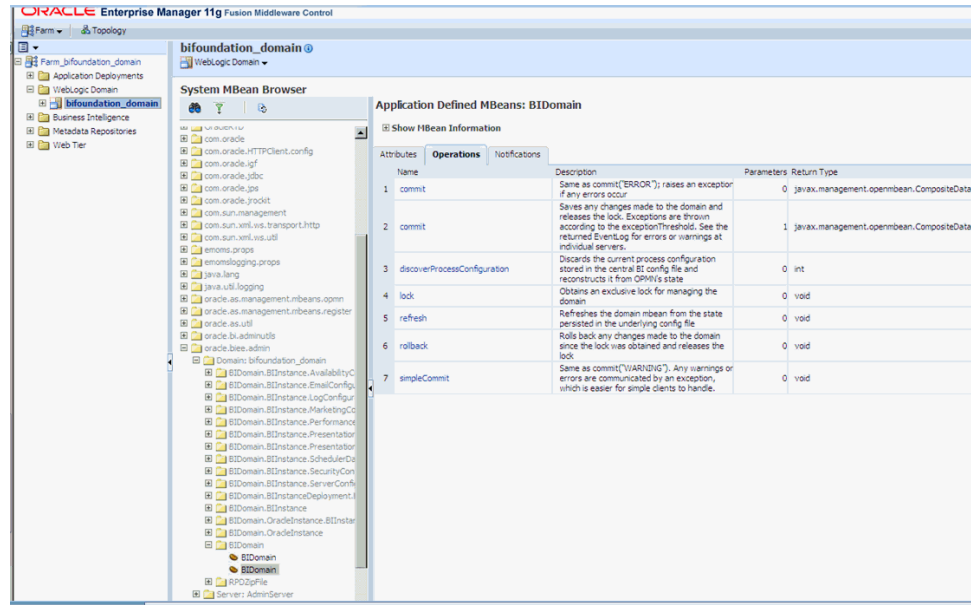 ORACLE Enterprise Manager 11g Fusion Middleware Control
Farm Topology
Farm_bifoundation_domain
Application Deployments
WebLogic Domain
bifoundation_domain
Business Intelligence
Metadata Repositories
Web Tier
bifoundation_domain
WebLogic Domain
System MBean Browser
com.oracle
com.oracle.HTTPClient.config
com.oracle.igf
com.oracle.jdbc
com.oracle.jps
com.oracle.jrockit
com.sun.management
com.sun.xml.ws.transport.http
com.sun.xml.ws.util
emoms.props
emomslogging.props
java.lang
java.util.logging
oracle.as.management.mbeans.opmn
oracle.as.management.mbeans.register
oracle.as.util
oracle.bi.adminutils
oracle.biee.admin
Domain: bifoundation_domain
BIDomain.BIInstance.AvailabilityC
BIDomain.BIInstance.EmailConfigu
BIDomain.BIInstance.LogConfigur
BIDomain.BIInstance.MarketingCo
BIDomain.BIInstance.Performance
BIDomain.BIInstance.Presentation
BIDomain.BIInstance.Presentation
BIDomain.BIInstance.SchedulerDa
BIDomain.BIInstance.SecurityCon
BIDomain.BIInstance.ServerConfi
BIDomain.BIInstanceDeployment.
BIDomain.BIInstance
BIDomain.OracleInstance.BIInstan
BIDomain.OracleInstance
BIDomain
BIDomain
BIDomain
RPDZipFile
Server: AdminServer
Application Defined MBeans: BIDomain
Show MBean Information
Attributes Operations Notifications
Name Description Parameters Return Type
1 commit Same as commit("ERROR"); raises an exception 0 javax.management.openmbean.CompositeData
if any errors occur
Saves any changes made to the domain and
releases the lock. Exceptions are thrown
2 commit according to the exceptionThreshold. See the 1 javax.management.openmbean.CompositeData
returned EventLog for errors or warnings at
individual servers.
Discards the current process configuration
3 discoverProcessConfiguration stored in the central BI config file and 0 int
reconstructs it from OPMN's state
4 lock Obtains an exclusive lock for managing the 0 void
domain
5 refresh Refreshes the domain mbean from the state 0 void
persisted in the underlying config file
Rolls back any changes made to the domain
6 rollback since the lock was obtained and releases the 0 void
lock
Same as commit("WARNING"). Any warnings or
7 simpleCommit errors are communicated by an exception, 0 void
which is easier for simple clients to handle.